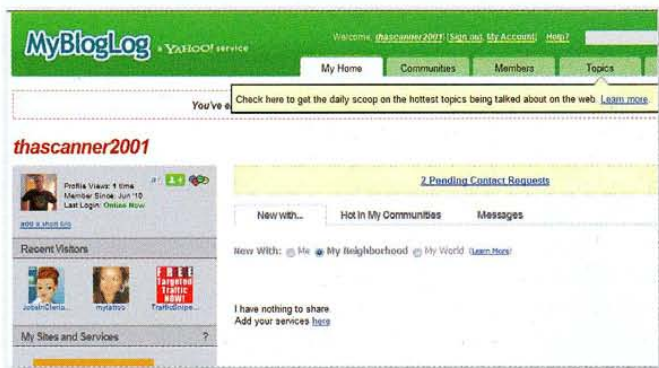 MyBlogLog a YAHOO! service
Welcome, thascanner2001! [Sign out, My Account] Help?
My Home Communities Members Topics
Check here to get the daily scoop on the hottest topics being talked about on the web. Learn more.
You've
thascanner2001
Profile Views: 1 time
Member Since: Jun '10
Last Login: Online Now
add a short bio
2 Pending Contact Requests
New with... Hot in My Communities Messages
Recent Visitors
New With: Me My Neighborhood My World (Learn More)
FREE
Targeted
Traffic
NOW!
mytattoo TrafficSnipe...
I have nothing to share.
Add your services here
My Sites and Services ?